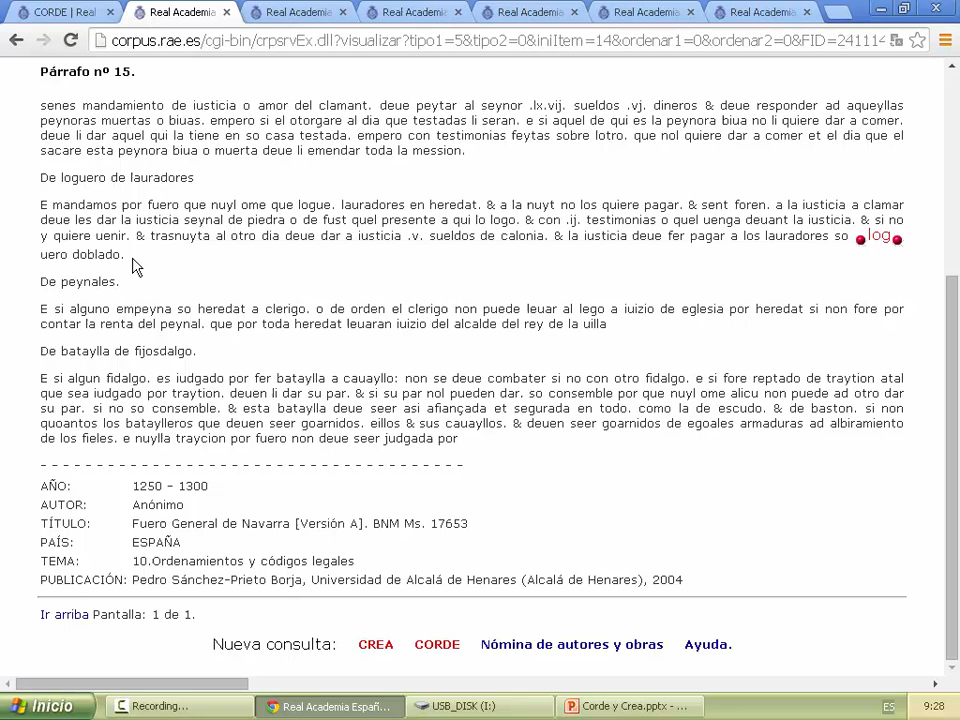 CORDE | Real
Real Academia
Real Academia
Real Academia
Real Academia
Real Academia
Real Academia
corpus.rae.es/cgi-bin/crpsrvEx.dll?visualizar?tipo1=5&tipo2=0&iniItem=14&ordenar1=0&ordenar2=0&FID=241114
Párrafo nº 15.
senes mandamiento de iusticia o amor del clamant. deue peytar al seynor .lx.vij. sueldos .vj. dineros & deue responder ad aqueyllas
peynoras muertas o biuas. empero si el otorgare al dia que testadas li seran. e si aquel de qui es la peynora biua no li quiere dar a comer.
deue li dar aquel qui la tiene en so casa testada. empero con testimonias feytas sobre lotro. que nol quiere dar a comer et el dia que el
sacare esta peynora biua o muerta deue li emendar toda la mession.
De loguero de lauradores
E mandamos por fuero que nuyl ome que logue. lauradores en heredat. & a la nuyt no los quiere pagar. & sent foren. a la iusticia a clamar
deue les dar la iusticia seynal de piedra o de fust quel presente a qui lo logo. & con .ij. testimonias o quel uenga deuant la iusticia. & si no
y quiere uenir. & trasnuyta al otro dia deue dar a iusticia .v. sueldos de calonia. & la iusticia deue fer pagar a los lauradores so log
uero doblado.
De peynales.
E si alguno empeyna so heredat a clerigo. o de orden el clerigo non puede leuar al lego a iuizio de eglesia por heredat si non fore por
contar la renta del peynal. que por toda heredat leuaran iuizio del alcalde del rey de la uilla
De bataylla de fijosdalgo.
E si algun fidalgo. es iudgado por fer bataylla a cauayllo: non se deue combater si no con otro fidalgo. e si fore reptado de traytion atal
que sea iudgado por traytion. deuen li dar su par. & si su par nol pueden dar. so consemble por que nuyl ome alicu non puede ad otro dar
su par. si no so consemble. & esta bataylla deue seer asi afiançada et segurada en todo. como la de escudo. & de baston. si non
quoantos los bataylleros que deuen seer goarnidos. eillos & sus cauayllos. & deuen seer goarnidos de egoales armaduras ad albiramiento
de los fieles. e nuylla traycion por fuero non deue seer judgada por
- - - - - - - - - - - - - - - - - - - - - - - - - - - - - - - - - - - - - -
AÑO: 1250 - 1300
AUTOR: Anónimo
TÍTULO: Fuero General de Navarra [Versión A]. BNM Ms. 17653
PAÍS: ESPAÑA
TEMA: 10.Ordenamientos y códigos legales
PUBLICACIÓN: Pedro Sánchez-Prieto Borja, Universidad de Alcalá de Henares (Alcalá de Henares), 2004
Ir arriba Pantalla: 1 de 1.
Nueva consulta: CREA CORDE Nómina de autores y obras Ayuda.
Inicio Recording... Real Academia Españ... USB_DISK (I:) Corde y Crea.pptx - ... ES 9:28